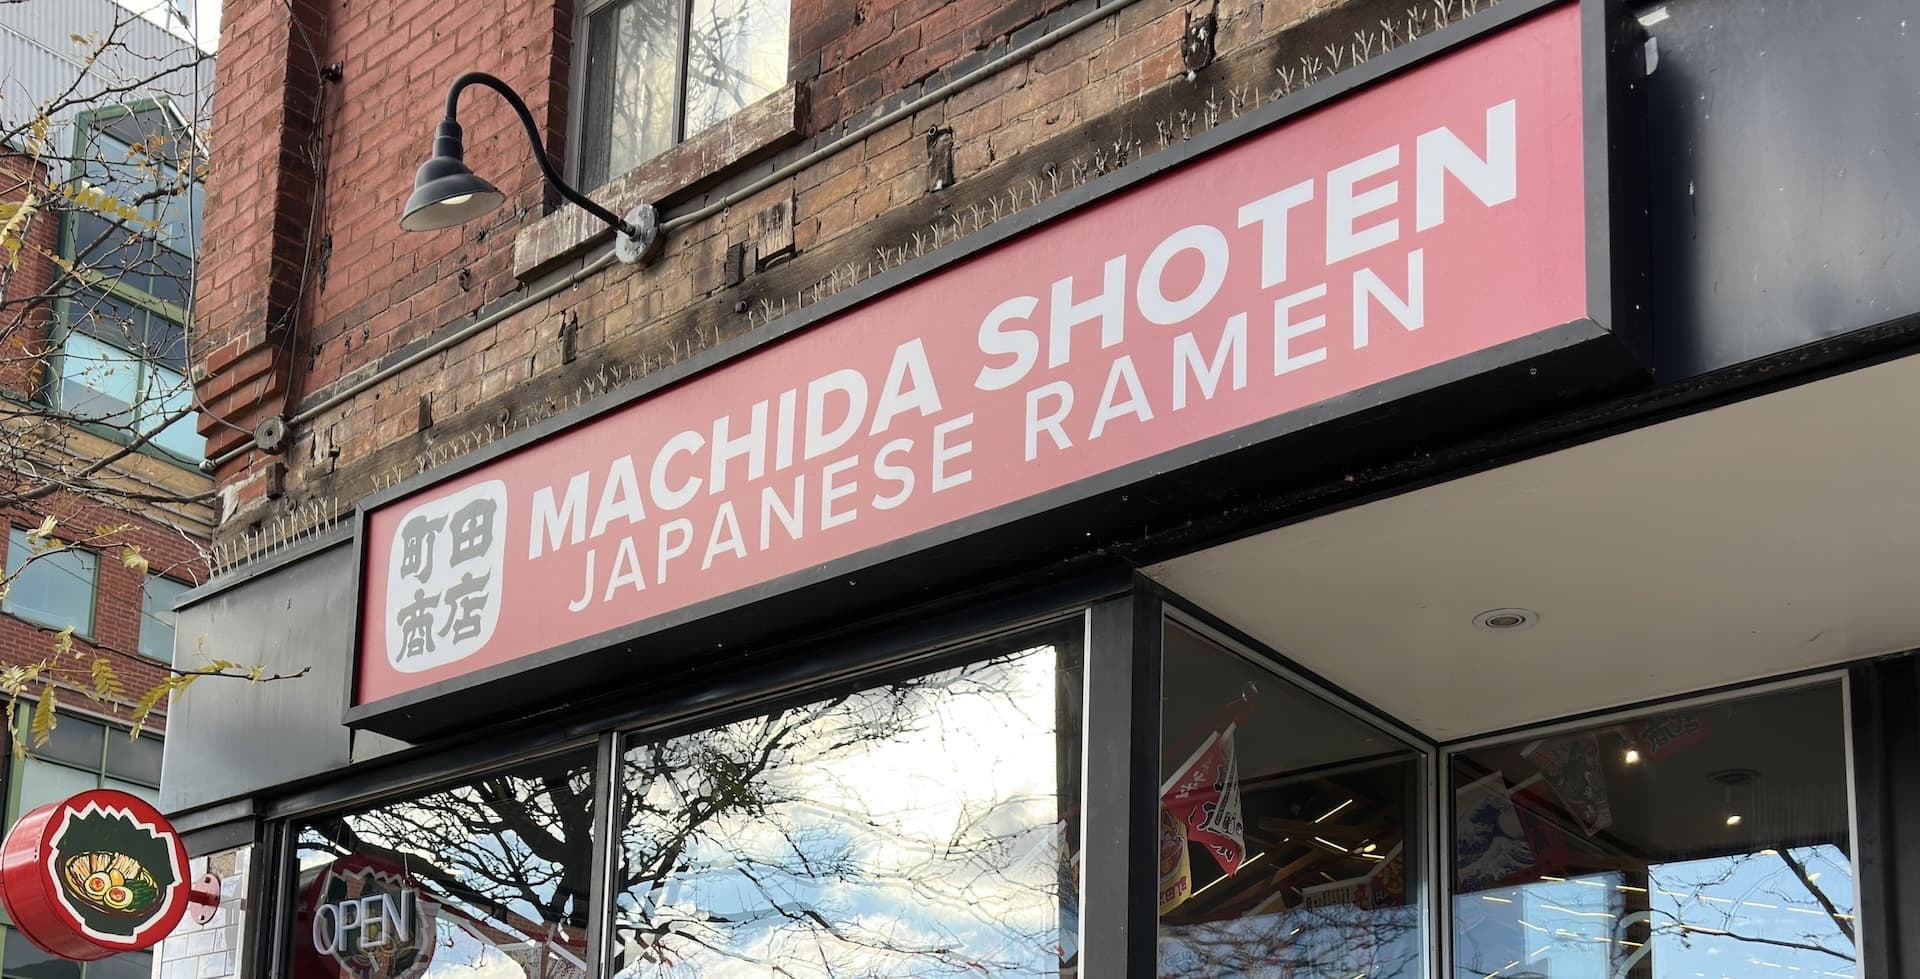 町田
商店
MACHIDA SHOTEN
JAPANESE RAMEN
OPEN